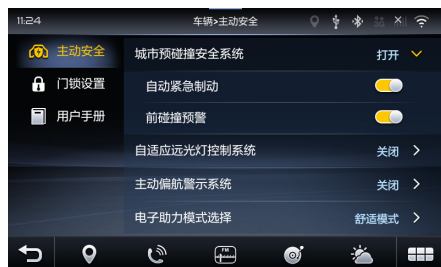 11:24
车辆>主动安全
主动安全
门锁设置
用户手册
城市预碰撞安全系统 打开
自动紧急制动
前碰撞预警
自适应远光灯控制系统 关闭
主动偏航警示系统 关闭
电子助力模式选择 舒适模式
FM